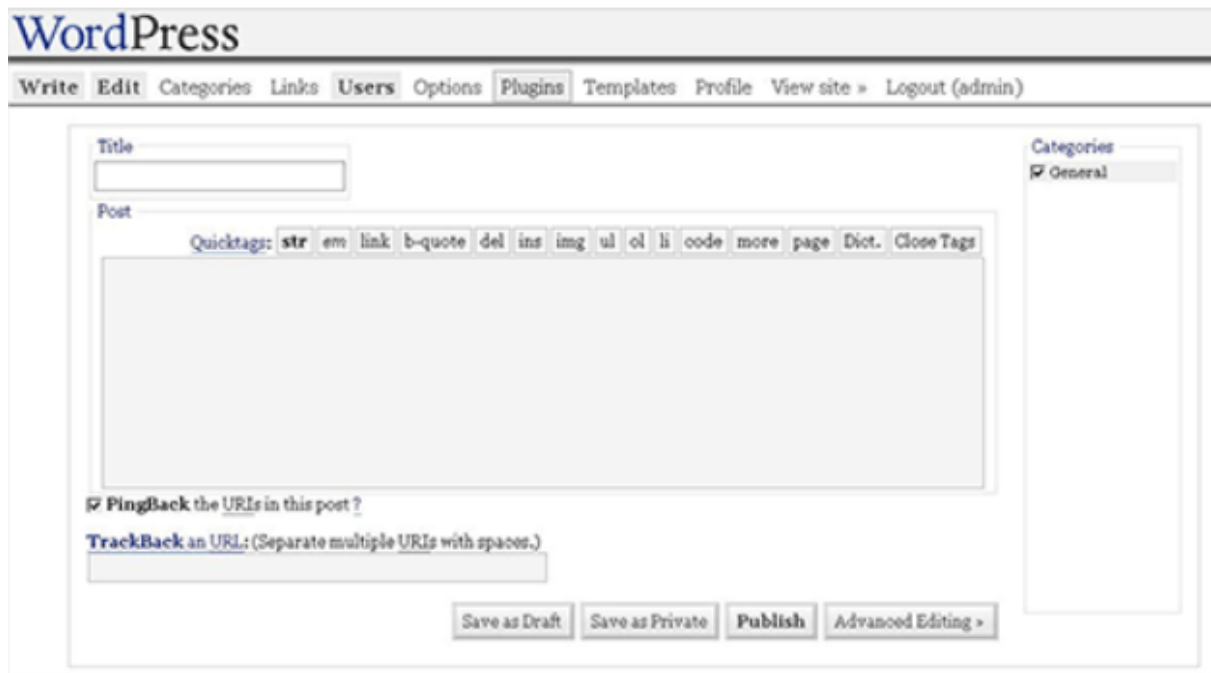 WordPress
Write Edit Categories Links Users Options Plugins Templates Profile View site » Logout (admin)
Title
Categories
General
Post
Quicktags: str em link b-quote del ins img ul ol li code more page Dict. Close Tags
PingBack the URIs in this post ?
TrackBack an URL: (Separate multiple URIs with spaces.)
Save as Draft Save as Private Publish Advanced Editing »